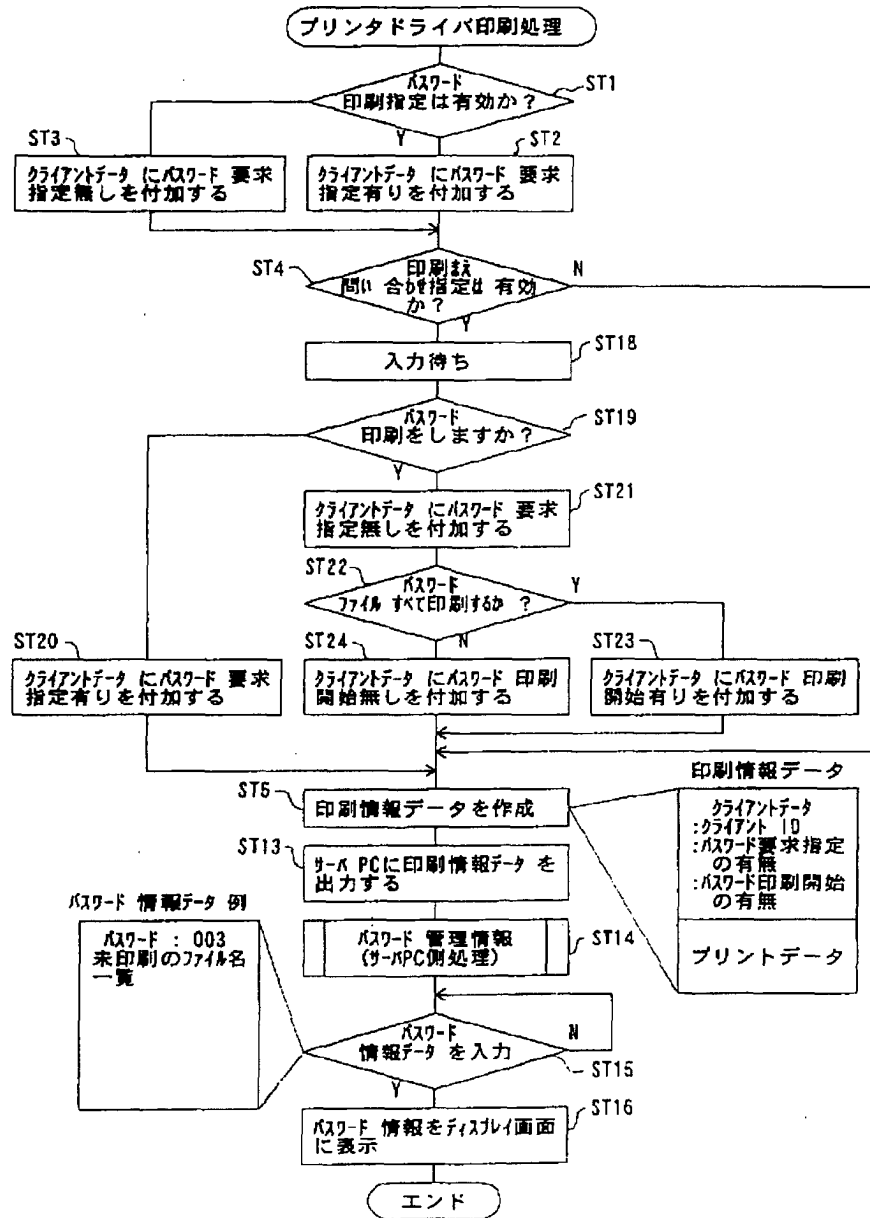 プリンタドライバ印刷処理
パスワード
印刷指定は有効か？
ST1
Y
ST3
クライアントデータ にパスワード 要求
指定無しを付加する
ST2
クライアントデータ にパスワード 要求
指定有りを付加する
ST4
印刷まえ
問い 合わせ指定は 有効
か？
N
Y
入力待ち
ST18
パスワード
印刷をしますか？
ST19
Y
クライアントデータ にパスワード 要求
指定無しを付加する
ST21
ST22
パスワード
ファイル すべて印刷するか ？
Y
N
ST20
クライアントデータ にパスワード 要求
指定有りを付加する
ST24
クライアントデータ にパスワード 印刷
開始無しを付加する
ST23
クライアントデータ にパスワード 印刷
開始有りを付加する
ST5
印刷情報データを作成
印刷情報データ
クライアントデータ
:クライアント ID
:パスワード要求指定
の有無
:パスワード印刷開始
の有無
プリントデータ
ST13
サーバ PCに印刷情報データ を
出力する
パスワード 情報データ 例
パスワード : 003
未印刷のファイル名
一覧
パスワード 管理情報
(サーバPC側処理)
ST14
パスワード
情報データ を入力
N
ST15
Y
パスワード 情報をディスプレイ画面
に表示
ST16
エンド